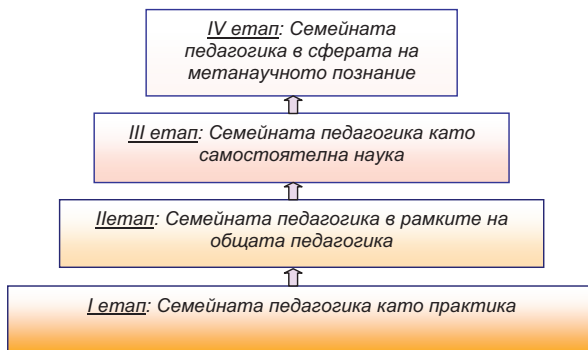 IV етап: Семейната
педагогика в сферата на
метанаучното познание
III етап: Семейната педагогика като
самостоятелна наука
IIетап: Семейната педагогика в рамките на
общата педагогика
I етап: Семейната педагогика като практика